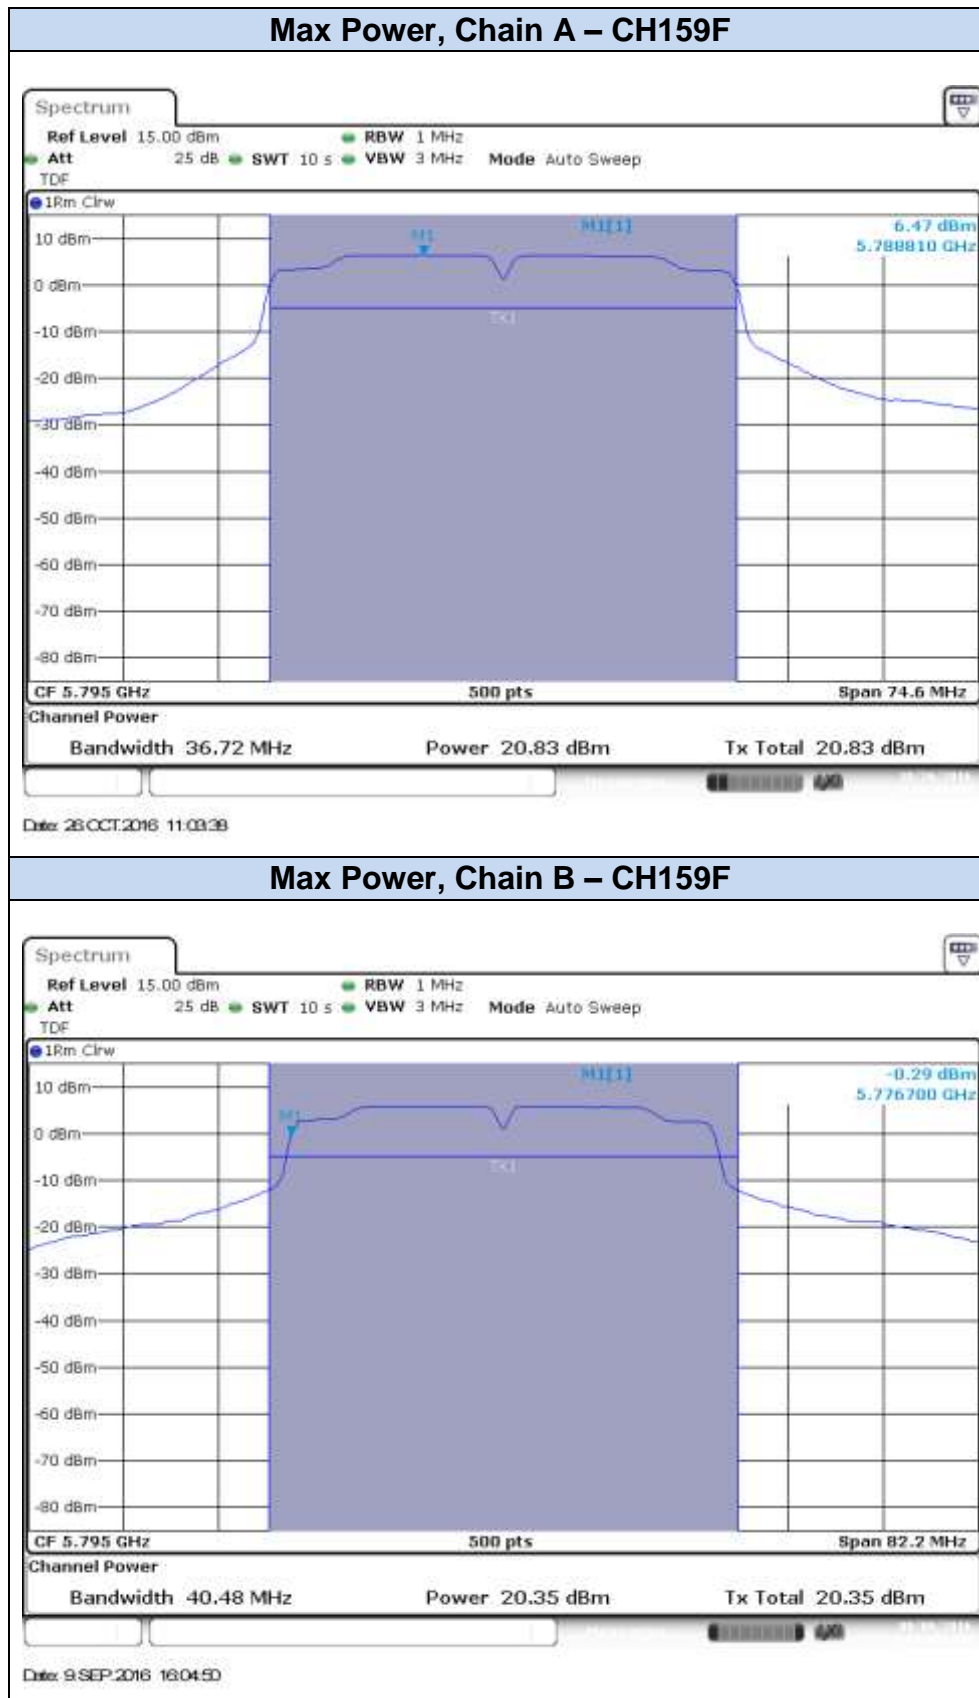 Max Power, Chain A – CH159F
Spectrum
Ref Level 15.00 dBm RBW 1 MHz
Att 25 dB SWT 10 s VBW 3 MHz Mode Auto Sweep
TDF
1Rm Clrw
M1[1] 6.47 dBm
5.788810 GHz
M1
10 dBm
0 dBm
TX1
-10 dBm
-20 dBm
-30 dBm
-40 dBm
-50 dBm
-60 dBm
-70 dBm
-80 dBm
CF 5.795 GHz 500 pts Span 74.6 MHz
Channel Power
Bandwidth 36.72 MHz Power 20.83 dBm Tx Total 20.83 dBm
Date: 26.OCT.2016 11:03:38
Max Power, Chain B – CH159F
Spectrum
Ref Level 15.00 dBm RBW 1 MHz
Att 25 dB SWT 10 s VBW 3 MHz Mode Auto Sweep
TDF
1Rm Clrw
M1[1] -0.29 dBm
5.776700 GHz
10 dBm
M1
0 dBm
TX1
-10 dBm
-20 dBm
-30 dBm
-40 dBm
-50 dBm
-60 dBm
-70 dBm
-80 dBm
CF 5.795 GHz 500 pts Span 82.2 MHz
Channel Power
Bandwidth 40.48 MHz Power 20.35 dBm Tx Total 20.35 dBm
Date: 9.SEP.2016 16:04:50